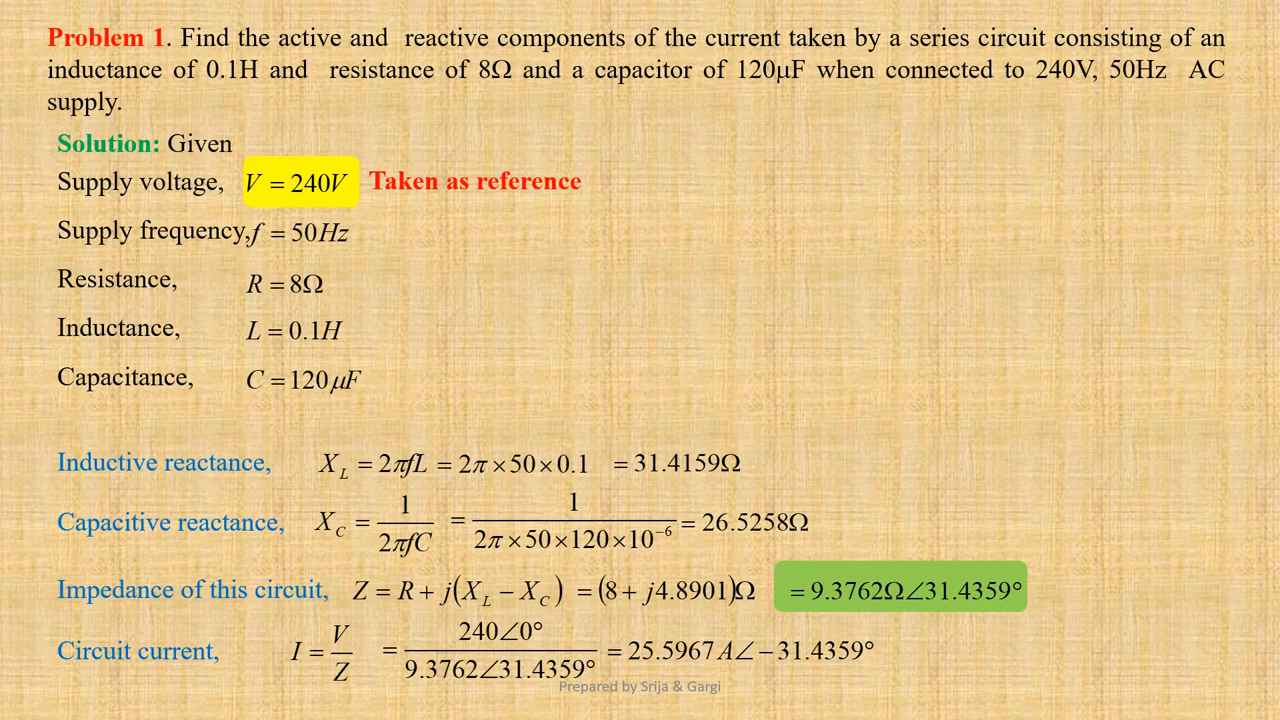 Problem 1. Find the active and reactive components of the current taken by a series circuit consisting of an
inductance of 0.1H and resistance of 8Ω and a capacitor of 120μF when connected to 240V, 50Hz AC
supply.
Solution: Given
Supply voltage, V = 240V Taken as reference
Supply frequency, f = 50Hz
Resistance, R = 8Ω
Inductance, L = 0.1H
Capacitance, C = 120μF
Inductive reactance, X_L = 2πfL = 2π × 50 × 0.1 = 31.4159Ω
Capacitive reactance, X_C = 1/(2πfC) = 1/(2π × 50 × 120 × 10^−6) = 26.5258Ω
Impedance of this circuit, Z = R + j(X_L − X_C) = (8 + j4.8901)Ω = 9.3762Ω∠31.4359°
Circuit current, I = V/Z = 240∠0°/9.3762∠31.4359° = 25.5967A∠−31.4359°
Prepared by Srija & Gargi